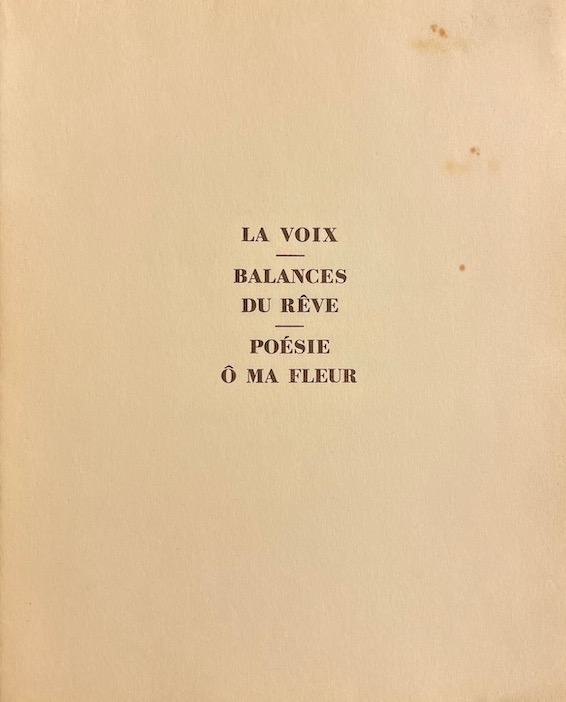 LA VOIX
BALANCES
DU RÊVE
POÉSIE
Ô MA FLEUR